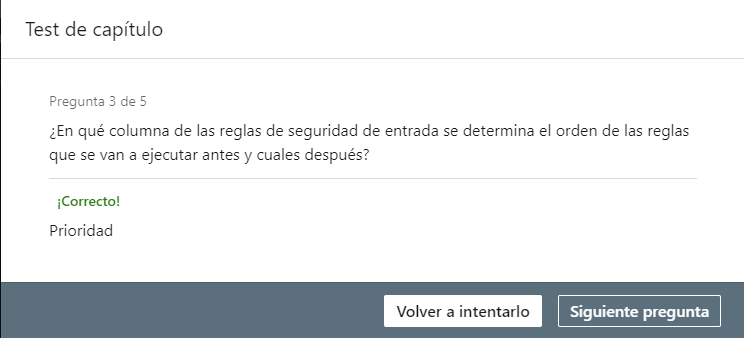 Test de capítulo
Pregunta 3 de 5
¿En qué columna de las reglas de seguridad de entrada se determina el orden de las reglas
que se van a ejecutar antes y cuales después?
¡Correcto!
Prioridad
Volver a intentarlo
Siguiente pregunta